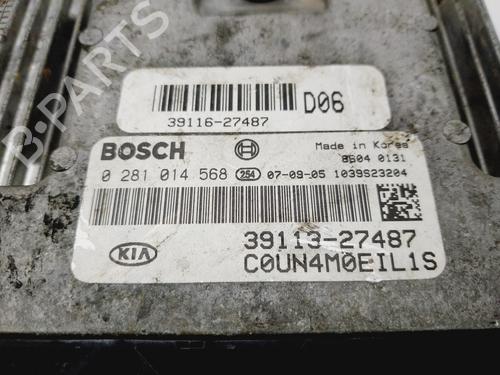 39116-27487
D06
BOSCH
Made in Korea
8604 0131
0 281 014 568 254 07-09-05 1039S23204
KIA
39113-27487
C0UN4M0EIL1S
B-Parts